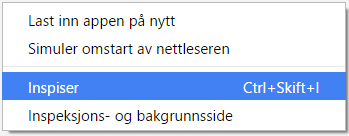 Last inn appen på nytt
Simuler omstart av nettleseren
Inspiser Ctrl+Skift+I
Inspeksjons- og bakgrunnsside